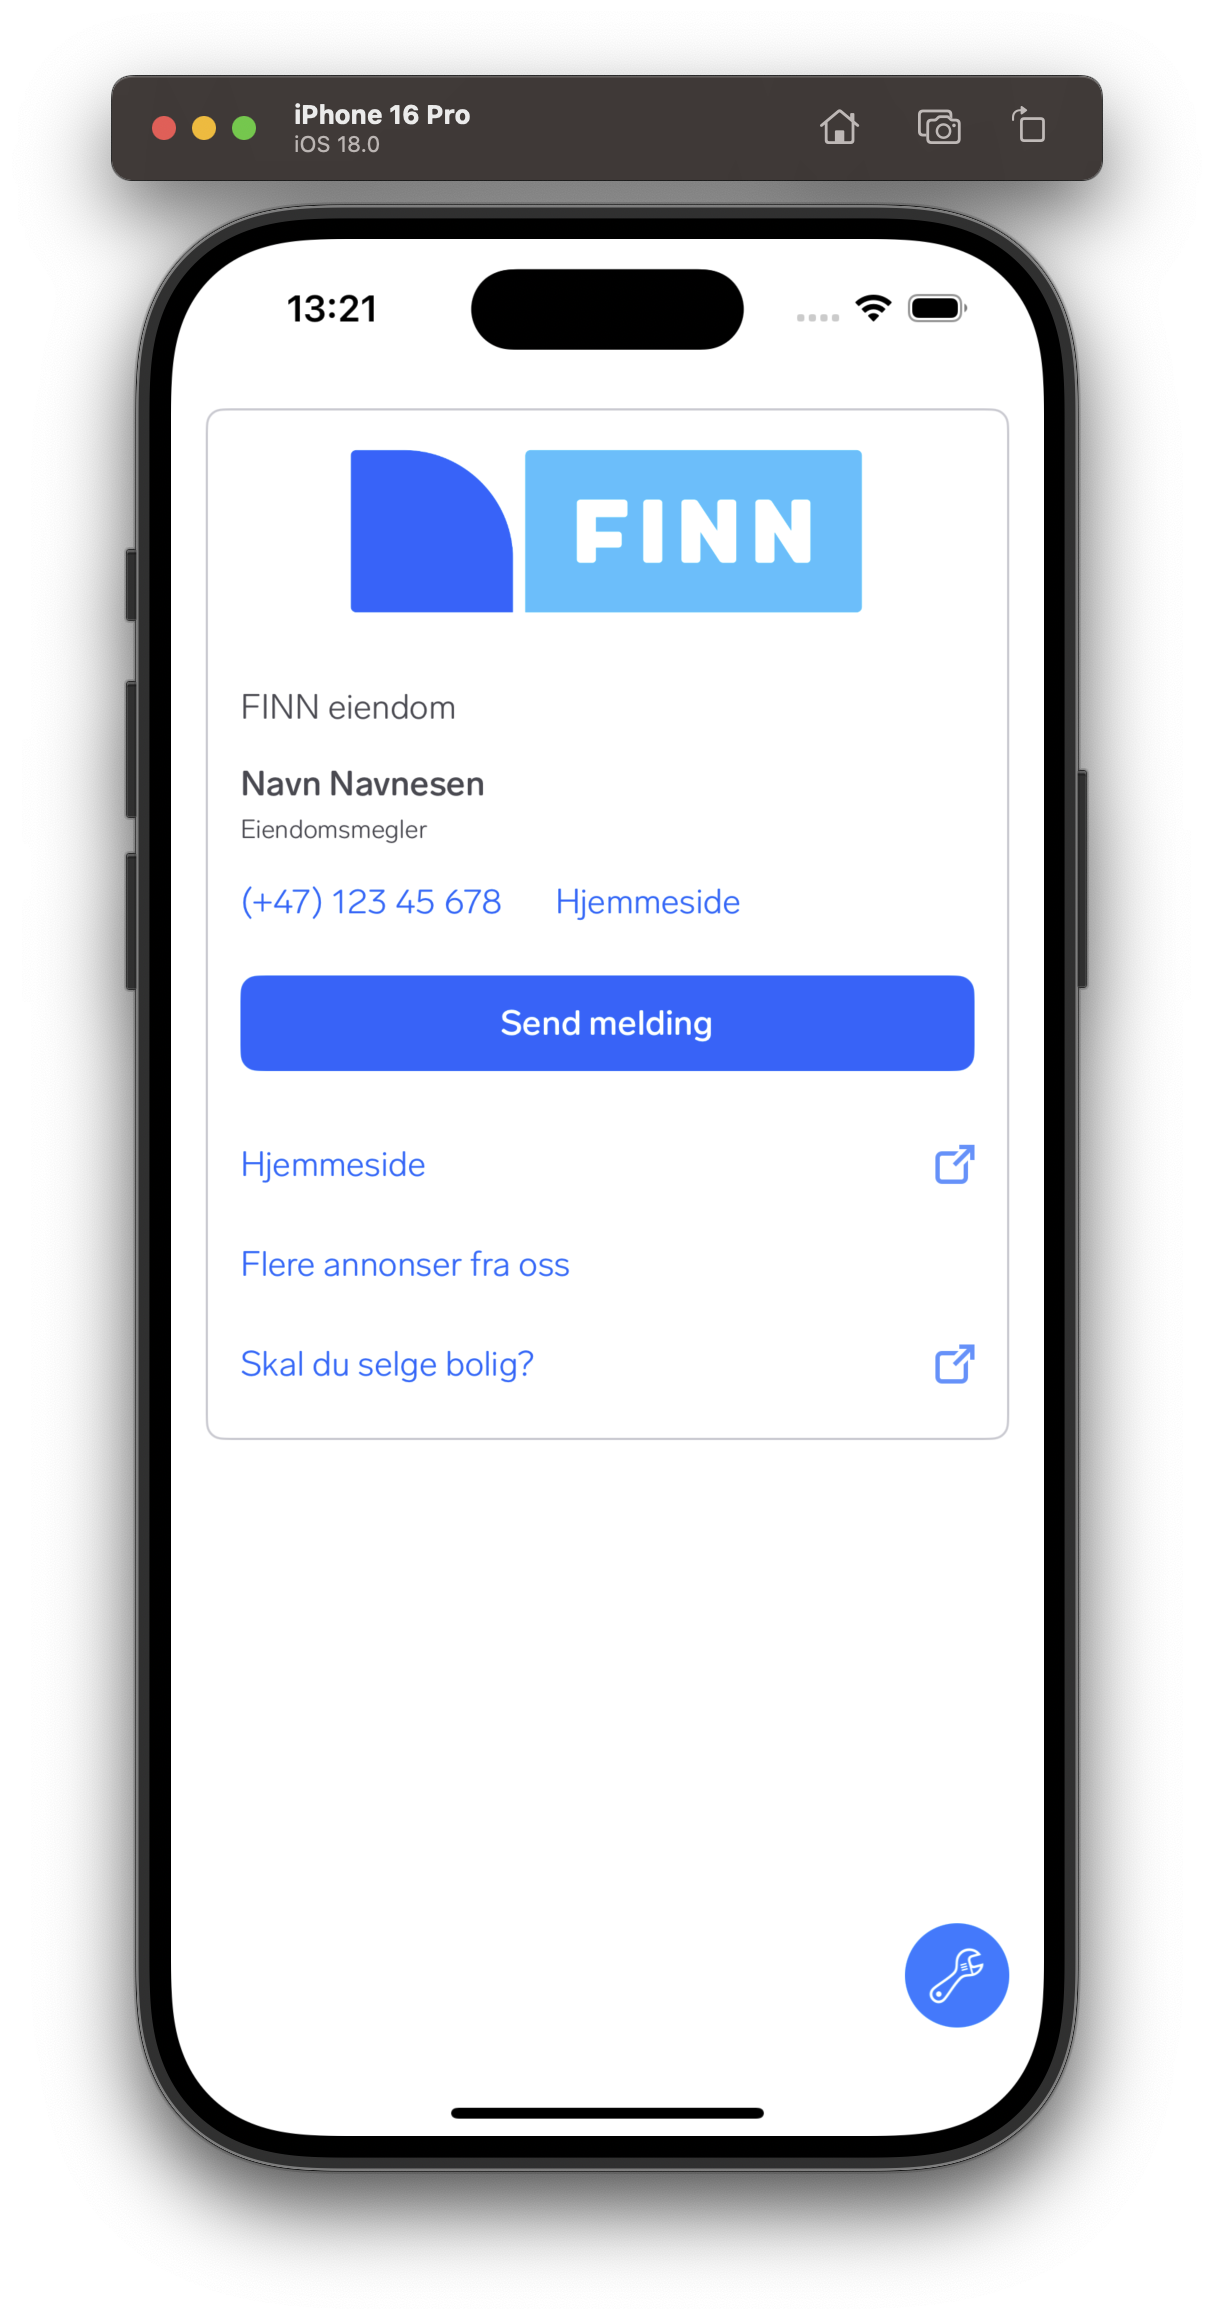 iPhone 16 Pro
iOS 18.0
13:21
FINN
FINN eiendom
Navn Navnesen
Eiendomsmegler
(+47) 123 45 678 Hjemmeside
Send melding
Hjemmeside
Flere annonser fra oss
Skal du selge bolig?